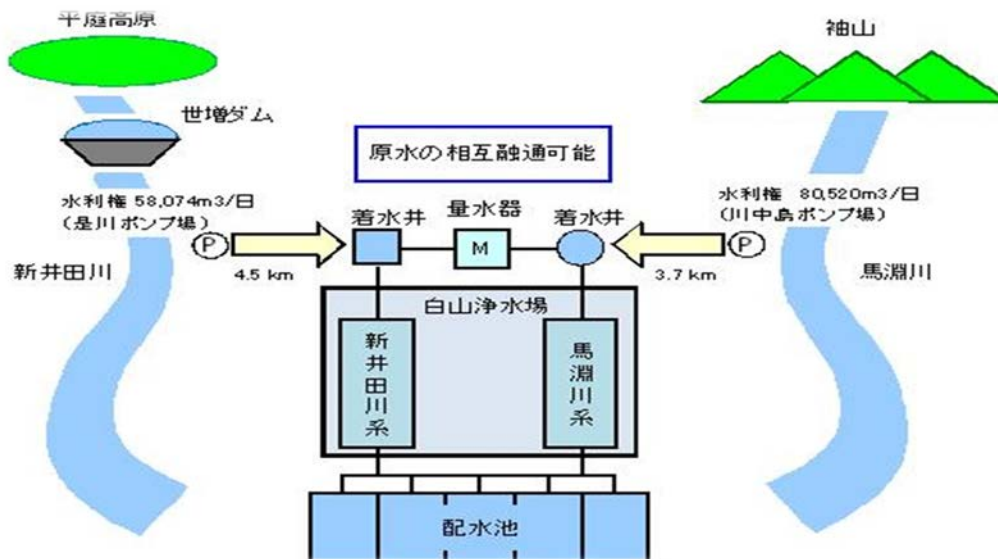 平庭高原
袖山
世増ダム
原水の相互融通可能
水利権 58,074m3/日
(是川ポンプ場)
水利権 80,520m3/日
(川中島ポンプ場)
着水井
量水器
着水井
P
M
P
4.5 km
3.7 km
新井田川
馬淵川
白山浄水場
新井田川系
馬淵川系
配水池